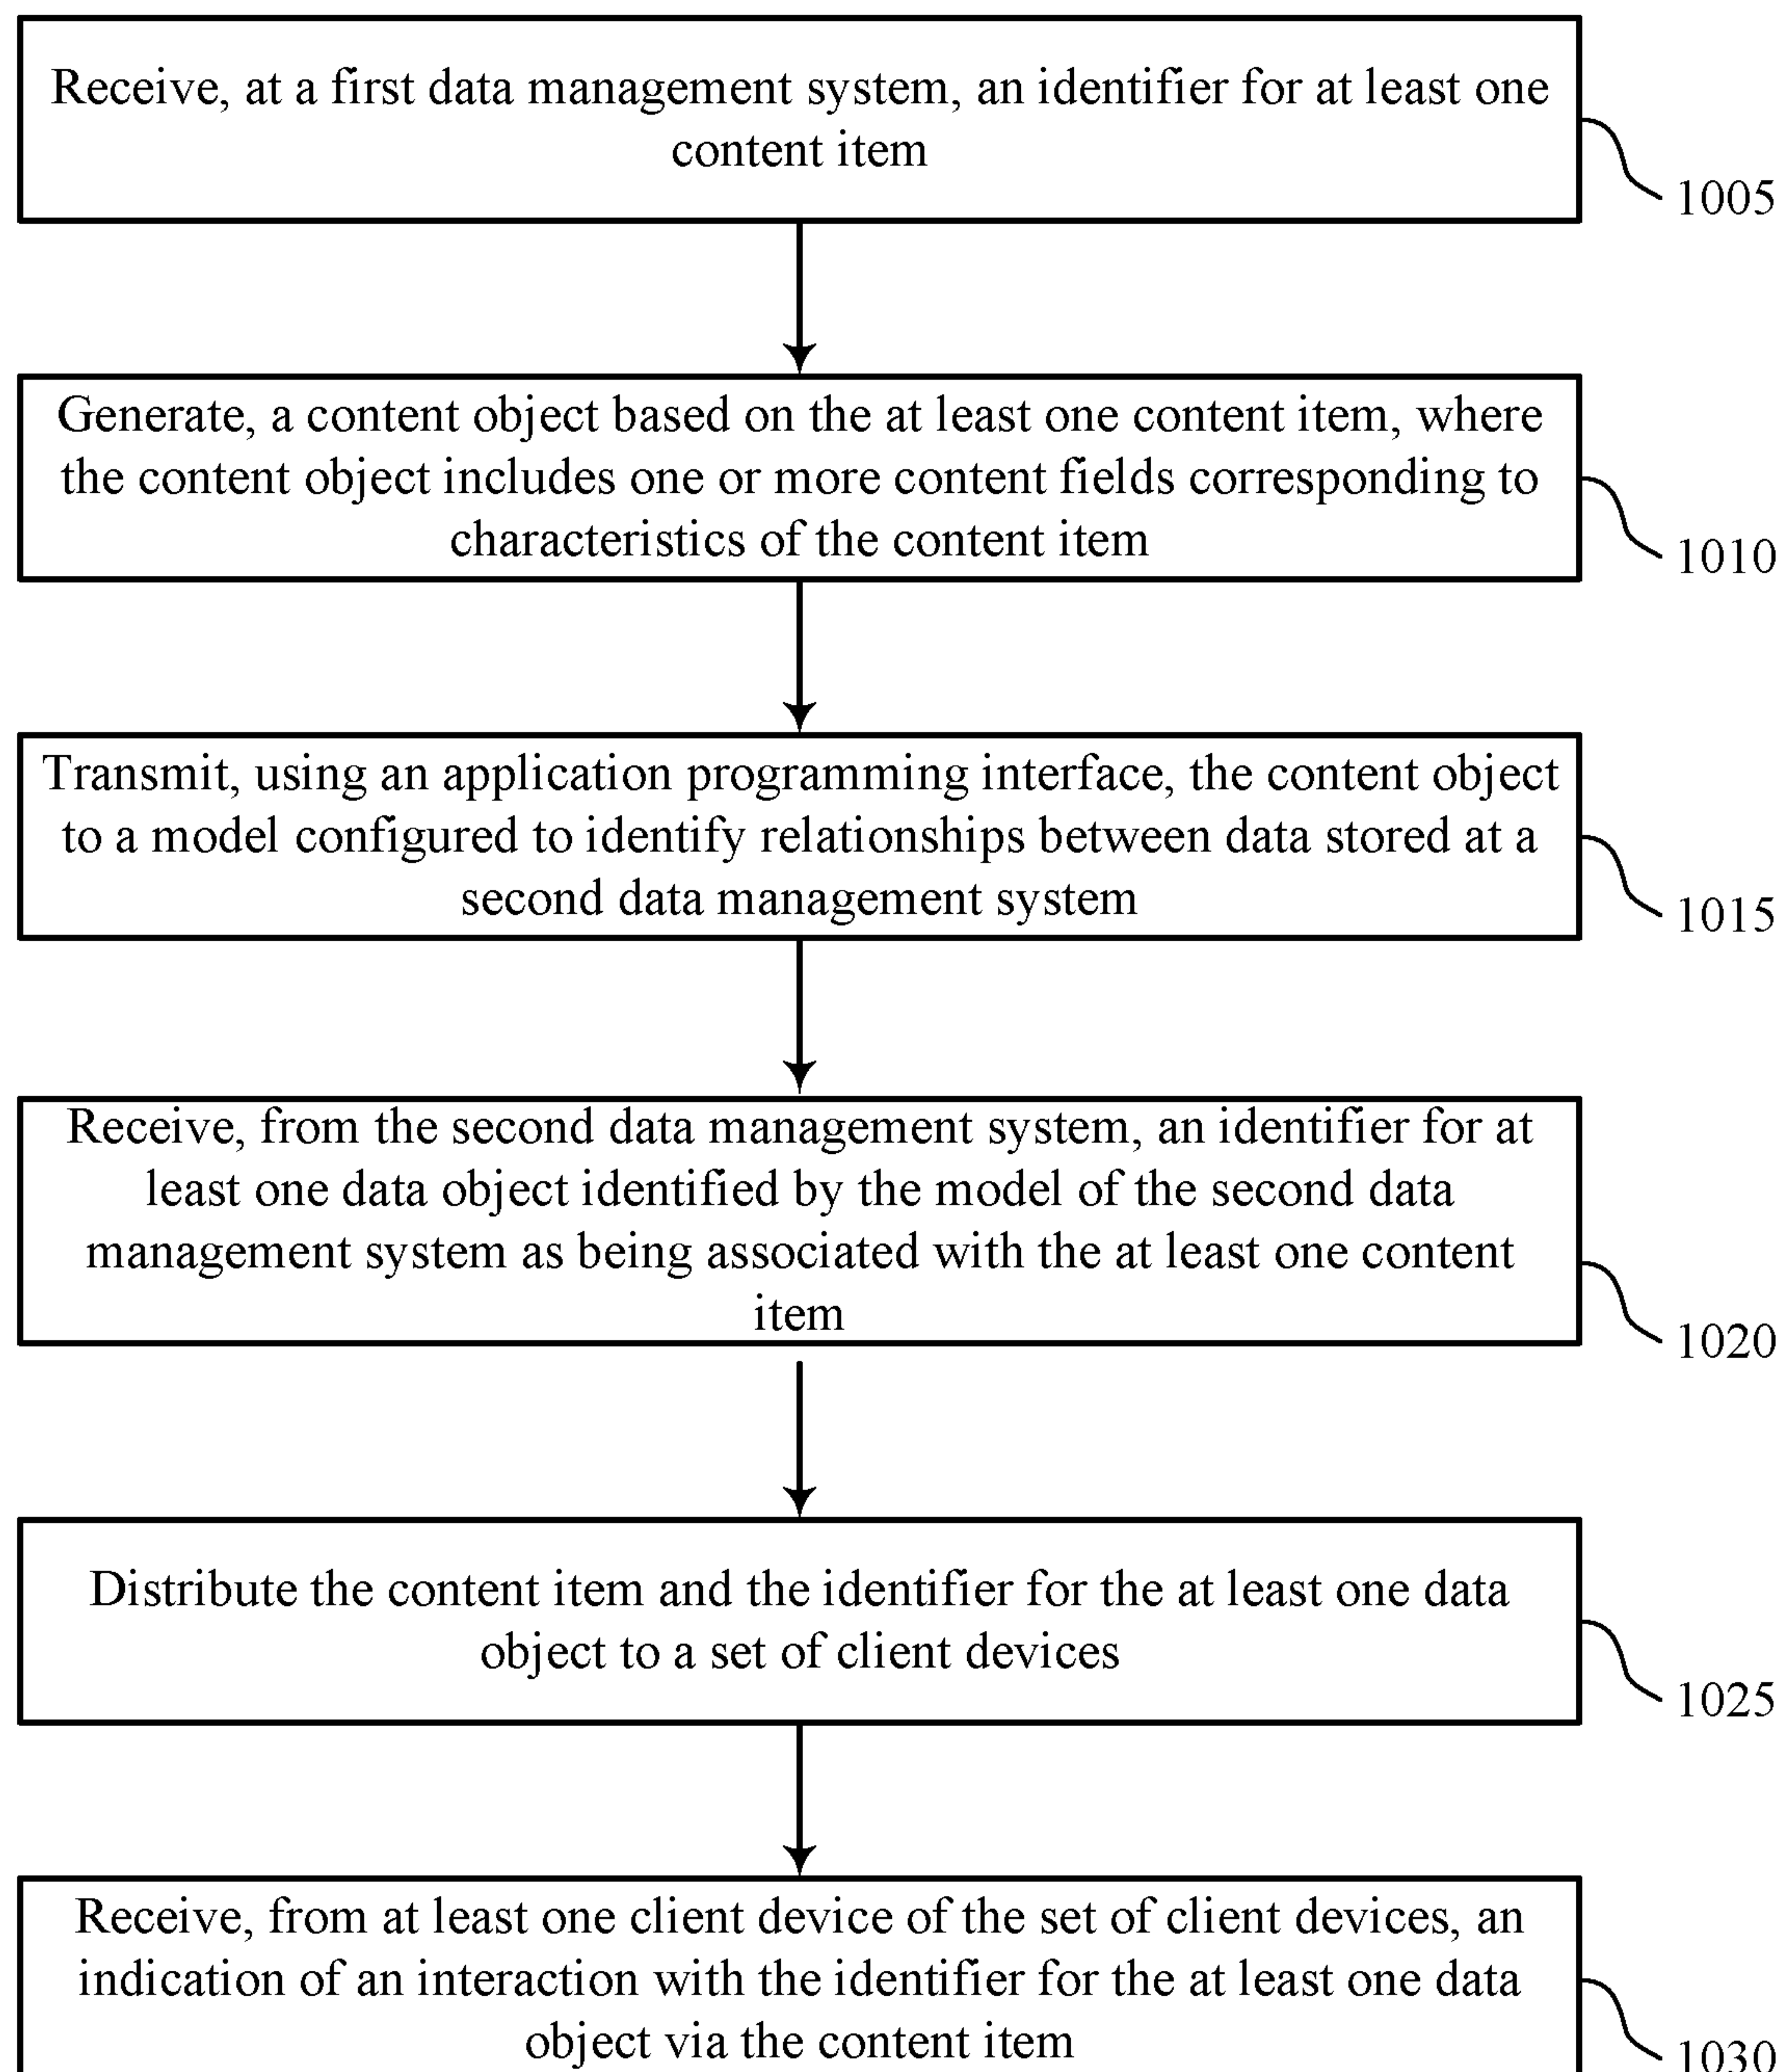 Receive, at a first data management system, an identifier for at least one
content item
1005
Generate, a content object based on the at least one content item, where
the content object includes one or more content fields corresponding to
characteristics of the content item
1010
Transmit, using an application programming interface, the content object
to a model configured to identify relationships between data stored at a
second data management system
1015
Receive, from the second data management system, an identifier for at
least one data object identified by the model of the second data
management system as being associated with the at least one content
item
1020
Distribute the content item and the identifier for the at least one data
object to a set of client devices
1025
Receive, from at least one client device of the set of client devices, an
indication of an interaction with the identifier for the at least one data
object via the content item
1030